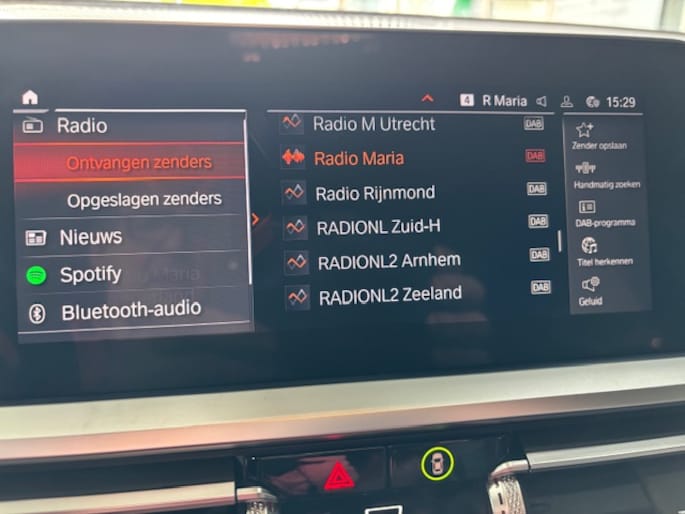 4 R Maria 15:29
Radio
Ontvangen zenders
Opgeslagen zenders
Nieuws
Spotify
Bluetooth-audio
Radio M Utrecht DAB
Radio Maria DAB
Radio Rijnmond DAB
RADIONL Zuid-H DAB
RADIONL2 Arnhem DAB
RADIONL2 Zeeland DAB
Zender opslaan
Handmatig zoeken
DAB-programma
Titel herkennen
Geluid